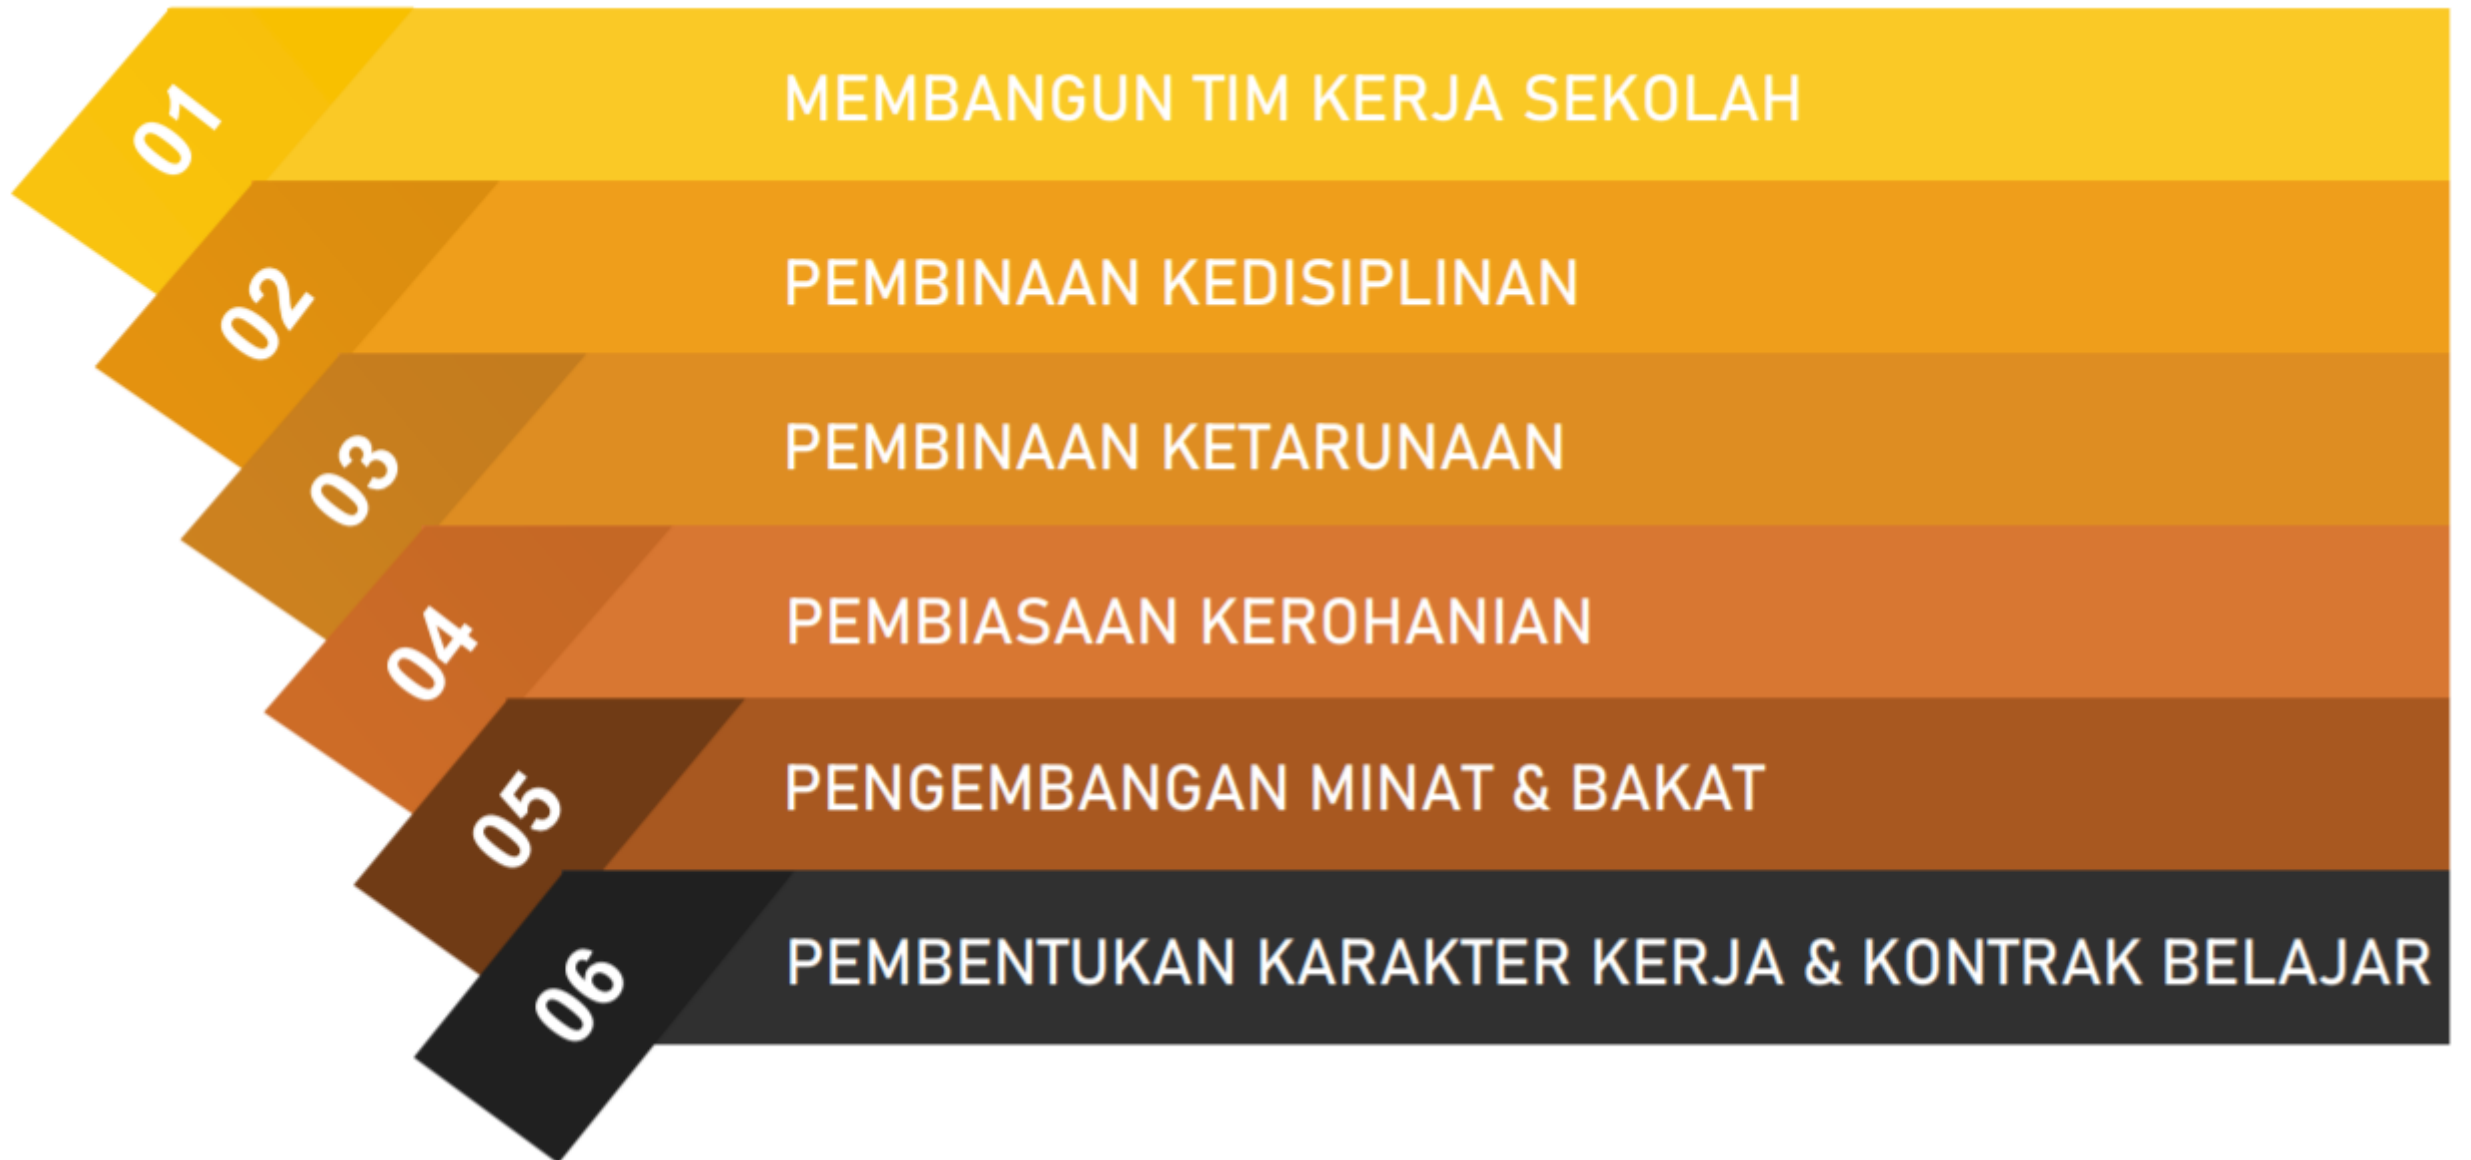 01 MEMBANGUN TIM KERJA SEKOLAH
02 PEMBINAAN KEDISIPLINAN
03 PEMBINAAN KETARUNAAN
04 PEMBIASAAN KEROHANIAN
05 PENGEMBANGAN MINAT & BAKAT
06 PEMBENTUKAN KARAKTER KERJA & KONTRAK BELAJAR